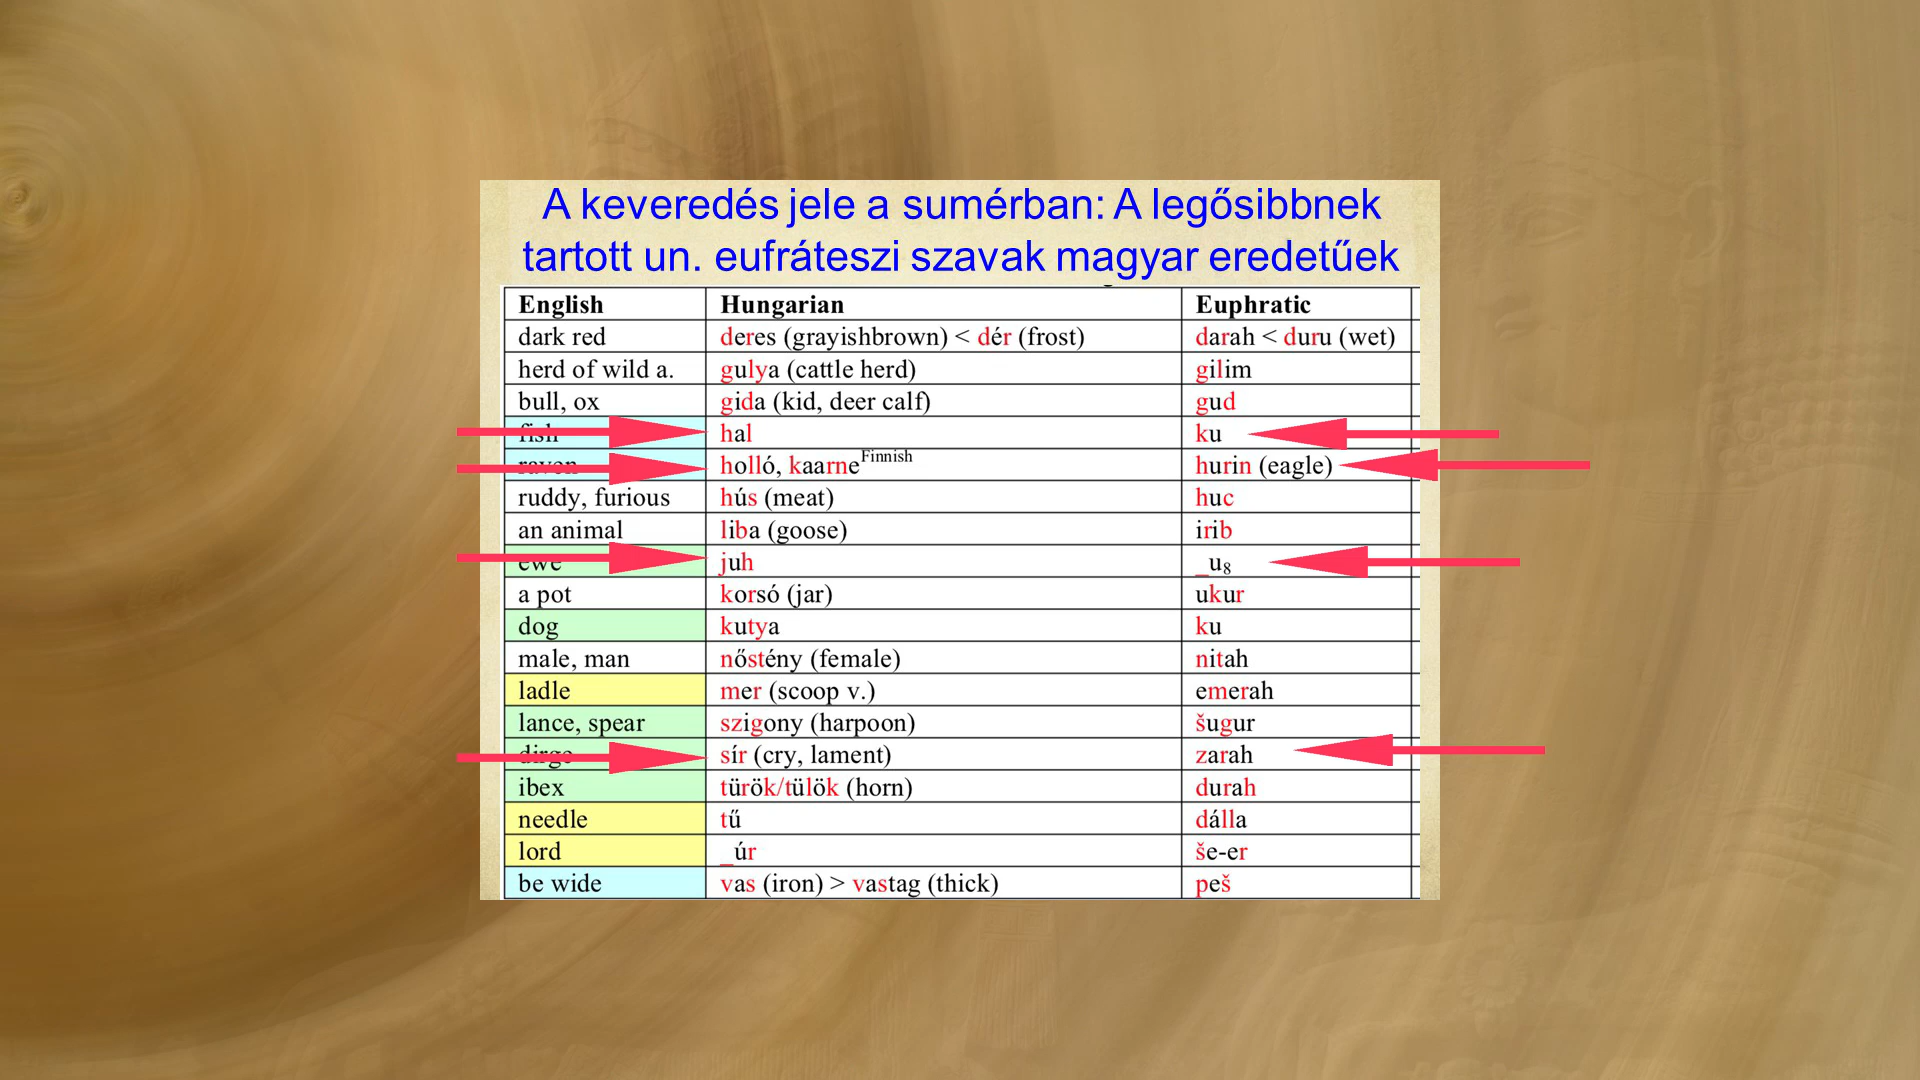 A keveredés jele a sumérban: A legősibbnek
tartott un. eufráteszi szavak magyar eredetűek
English Hungarian Euphratic
dark red deres (grayishbrown) < dér (frost) darah < duru (wet)
herd of wild a. gulya (cattle herd) gilim
bull, ox gida (kid, deer calf) gud
fish hal ku
raven holló, kaarneFinnish hurin (eagle)
ruddy, furious hús (meat) huc
an animal liba (goose) irib
ewe juh _u₈
a pot korsó (jar) ukur
dog kutya ku
male, man nőstény (female) nitah
ladle mer (scoop v.) emerah
lance, spear szigony (harpoon) šugur
dirge sír (cry, lament) zarah
ibex türök/tülök (horn) durah
needle tű dálla
lord _úr še-er
be wide vas (iron) > vastag (thick) peš